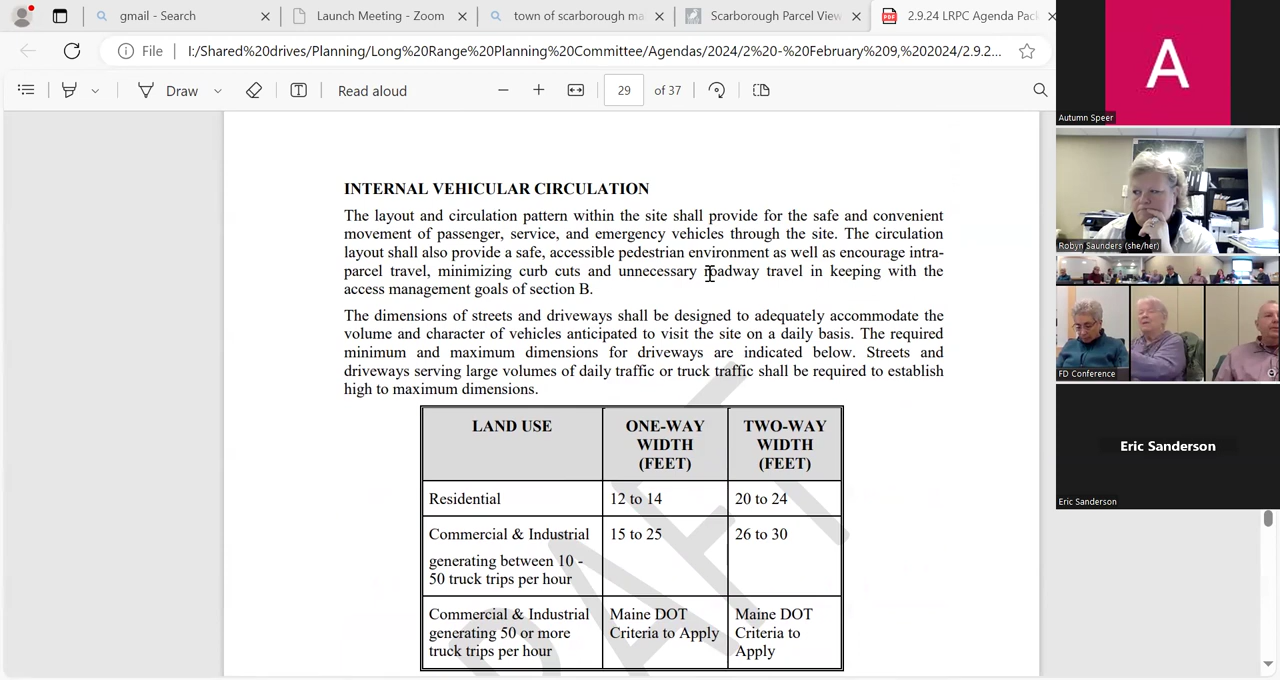 gmail - Search
Launch Meeting - Zoom
town of scarborough ma
Scarborough Parcel View
2.9.24 LRPC Agenda Pack
File
I:/Shared%20drives/Planning/Long%20Range%20Planning%20Committee/Agendas/2024/2%20-%20February%209,%202024/2.9.2...
Draw
Read aloud
29
of 37
INTERNAL VEHICULAR CIRCULATION
The layout and circulation pattern within the site shall provide for the safe and convenient
movement of passenger, service, and emergency vehicles through the site. The circulation
layout shall also provide a safe, accessible pedestrian environment as well as encourage intra-
parcel travel, minimizing curb cuts and unnecessary roadway travel in keeping with the
access management goals of section B.
The dimensions of streets and driveways shall be designed to adequately accommodate the
volume and character of vehicles anticipated to visit the site on a daily basis. The required
minimum and maximum dimensions for driveways are indicated below. Streets and
driveways serving large volumes of daily traffic or truck traffic shall be required to establish
high to maximum dimensions.
LAND USE
ONE-WAY
WIDTH
(FEET)
TWO-WAY
WIDTH
(FEET)
Residential
12 to 14
20 to 24
Commercial & Industrial
generating between 10 -
50 truck trips per hour
15 to 25
26 to 30
Commercial & Industrial
generating 50 or more
truck trips per hour
Maine DOT
Criteria to Apply
Maine DOT
Criteria to
Apply
DRAFT
A
Autumn Speer
Robyn Saunders (she/her)
FD Conference
Eric Sanderson
Eric Sanderson